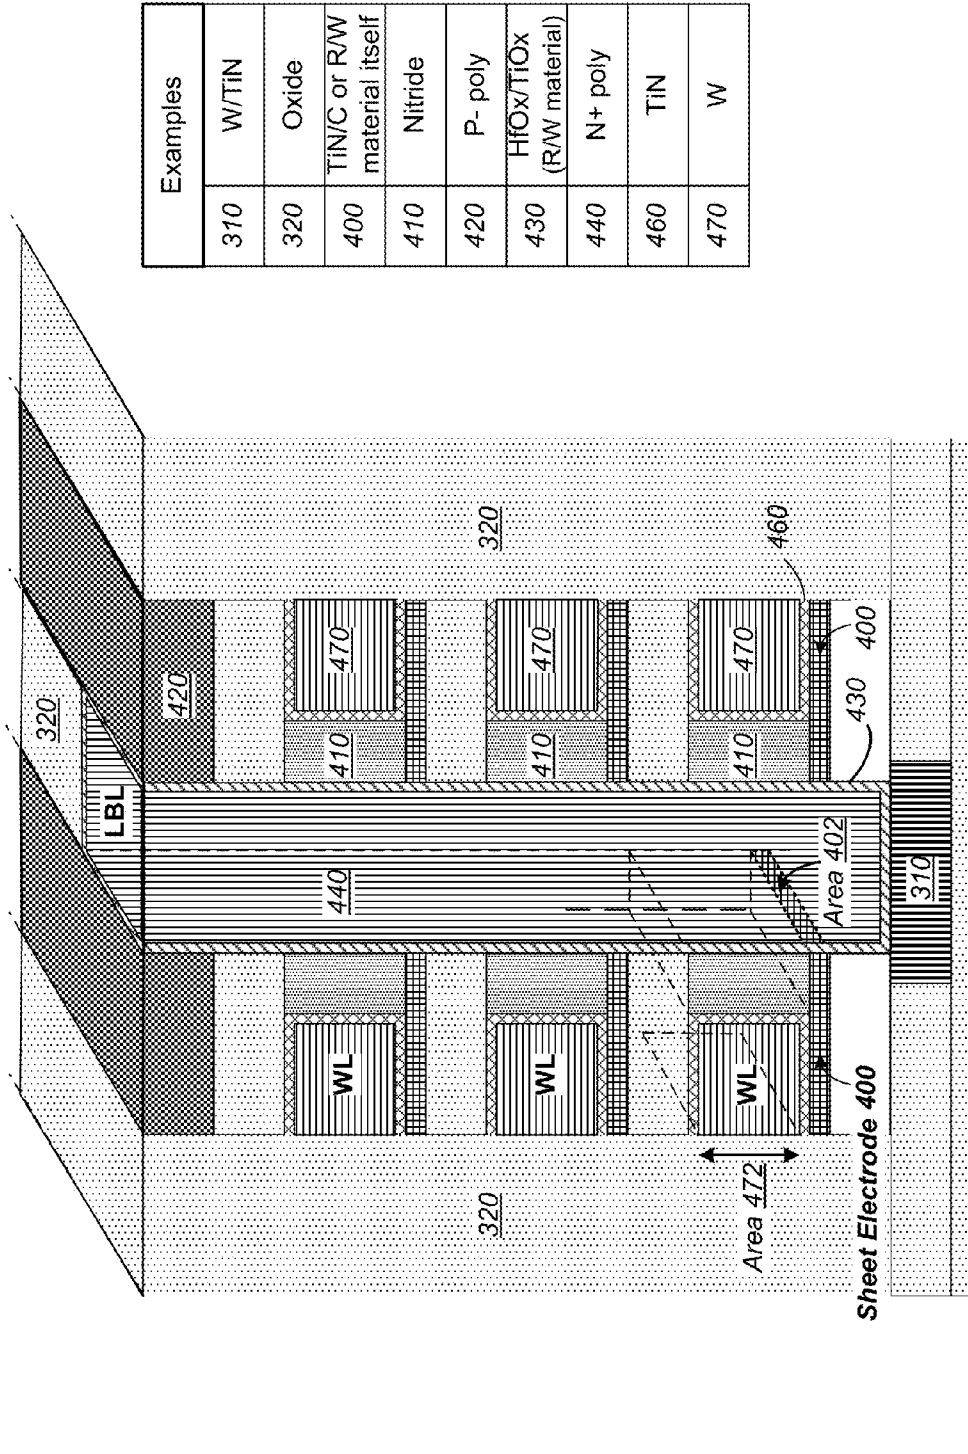 Examples
310 W/TiN
320 Oxide
400 TiN/C or R/W
material itself
410 Nitride
420 P- poly
430 HfOx/TiOx
(R/W material)
440 N+ poly
460 TiN
470 W
320
LBL
420
440
410
470
WL
320
320
410
470
WL
460
410
470
WL
Area 472
Area 402
400
430
Sheet Electrode 400
310